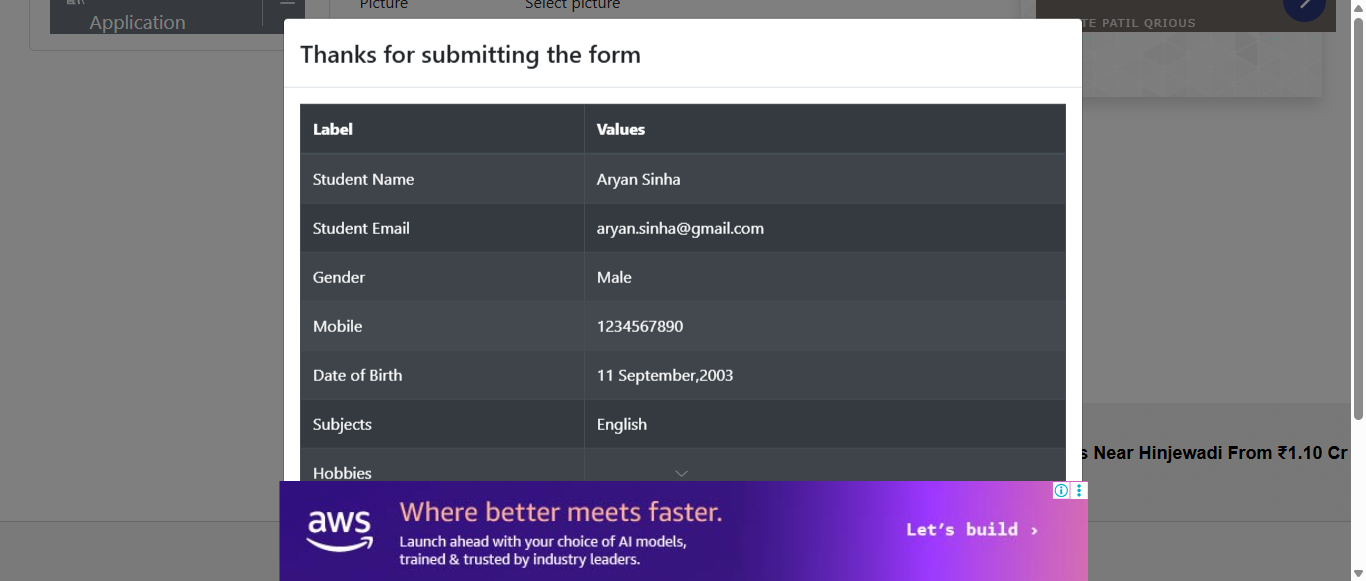 Picture Select picture
Application
TE PATIL QRIOUS
Thanks for submitting the form
Label Values
Student Name Aryan Sinha
Student Email aryan.sinha@gmail.com
Gender Male
Mobile 1234567890
Date of Birth 11 September,2003
Subjects English
Hobbies
s Near Hinjewadi From ₹1.10 Cr
aws
Where better meets faster.
Launch ahead with your choice of AI models,
trained & trusted by industry leaders.
Let's build ›